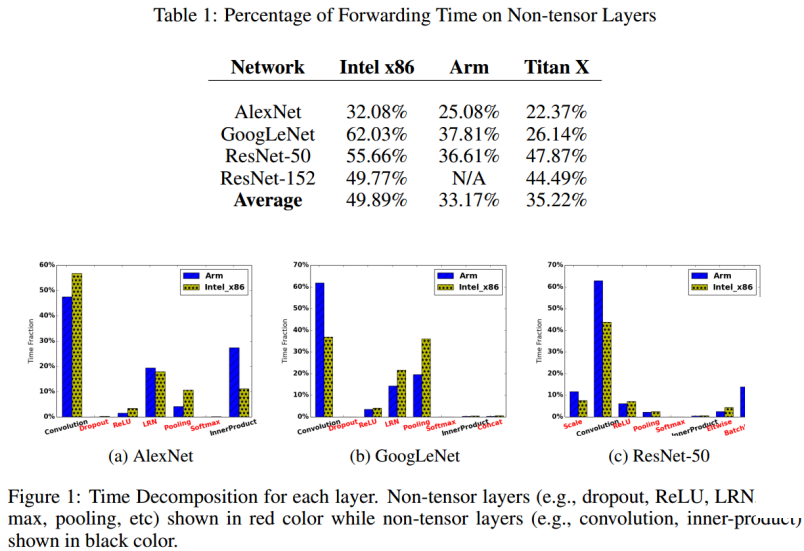 Table 1: Percentage of Forwarding Time on Non-tensor Layers
Network Intel x86 Arm Titan X
AlexNet 32.08% 25.08% 22.37%
GoogLeNet 62.03% 37.81% 26.14%
ResNet-50 55.66% 36.61% 47.87%
ResNet-152 49.77% N/A 44.49%
Average 49.89% 33.17% 35.22%
60%
50%
40%
30%
20%
10%
0%
Time Fraction
Arm
Intel_x86
Convolution
Dropout
ReLU
LRN
Pooling
Softmax
InnerProduct
(a) AlexNet
70%
60%
50%
40%
30%
20%
10%
0%
Time Fraction
Arm
Intel_x86
Convolution
Dropout
ReLU
LRN
Pooling
Softmax
InnerProduct
Concat
(b) GoogLeNet
70%
60%
50%
40%
30%
20%
10%
0%
Time Fraction
Arm
Intel_x86
Scale
Convolution
ReLU
Pooling
Softmax
InnerProduct
Eltwise
(c) ResNet-50
Figure 1: Time Decomposition for each layer. Non-tensor layers (e.g., dropout, ReLU, LRN
max, pooling, etc) shown in red color while non-tensor layers (e.g., convolution, inner-product)
shown in black color.